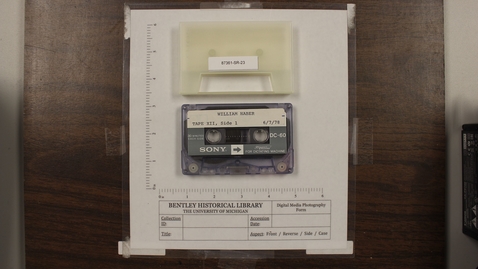 87361-SR-23
WILLIAM BAKER
TAPE III, Side 1 4/7/78
DC-60
SONY
BENTLEY HISTORICAL LIBRARY
THE UNIVERSITY OF MICHIGAN
Digital Media Photography
Form
Collection
ID:
Accession
Date:
Title:
Aspect: Front / Reverse / Side / Case